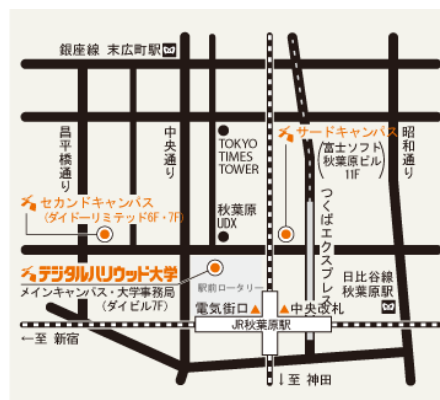 銀座線 末広町駅
昌平橋通り
中央通り
TOKYO
TIMES
TOWER
サードキャンパス
(富士ソフト
秋葉原ビル
11F)
昭和通り
セカンドキャンパス
(ダイドーリミテッド6F・7F)
秋葉原
UDX
つくばエクスプレス
デジタルハリウッド大学
メインキャンパス・大学事務局
(ダイビル7F)
駅前ロータリー
日比谷線
秋葉原駅
電気街口▲
▲中央改札
JR秋葉原駅
←至 新宿
↓至 神田